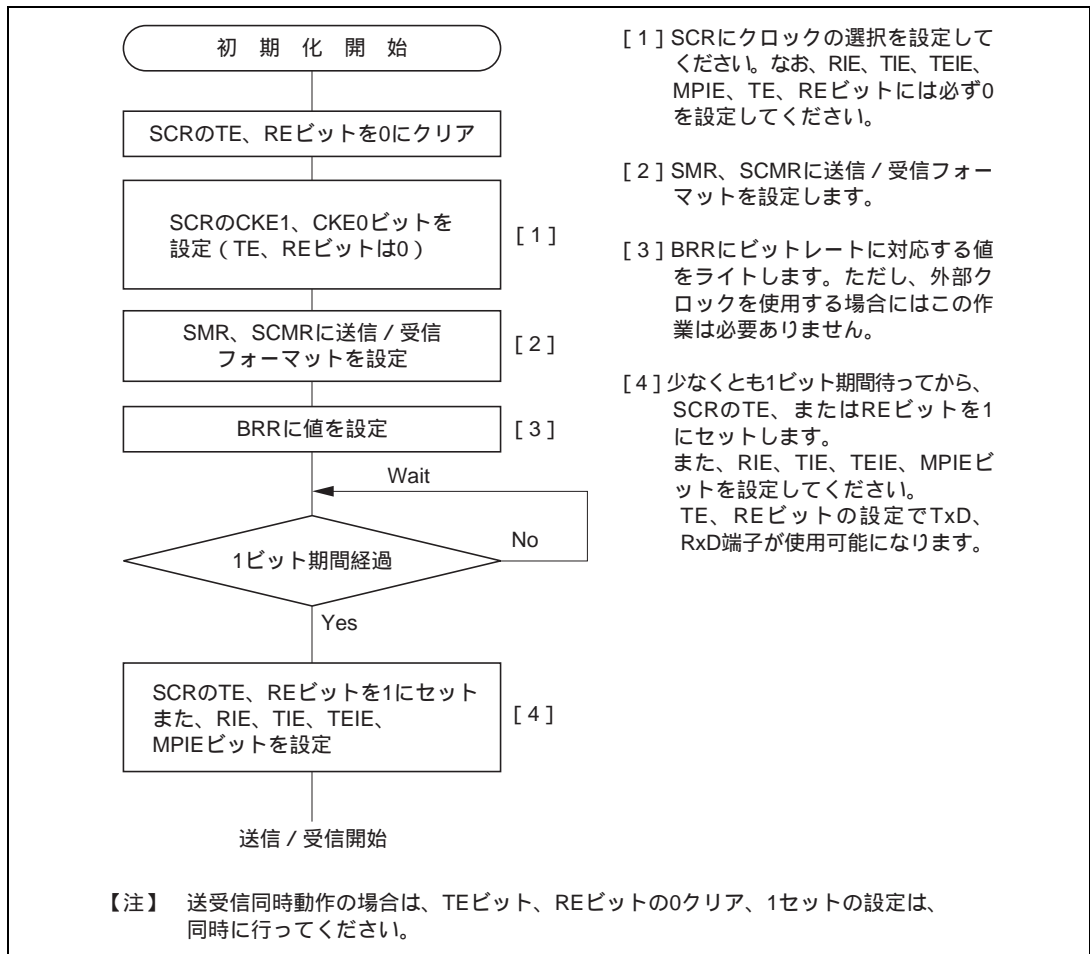 初 期 化 開 始
SCRのTE、REビットを0にクリア
SCRのCKE1、CKE0ビットを
設定（TE、REビットは0）
[ 1 ]
SMR、SCMRに送信 / 受信
フォーマットを設定
[ 2 ]
BRRに値を設定
[ 3 ]
Wait
1ビット期間経過
No
Yes
SCRのTE、REビットを1にセット
また、RIE、TIE、TEIE、
MPIEビットを設定
[ 4 ]
送信 / 受信開始
[ 1 ] SCRにクロックの選択を設定して
ください。なお、RIE、TIE、TEIE、
MPIE、TE、REビットには必ず0
を設定してください。
[ 2 ] SMR、SCMRに送信 / 受信フォー
マットを設定します。
[ 3 ] BRRにビットレートに対応する値
をライトします。ただし、外部ク
ロックを使用する場合にはこの作
業は必要ありません。
[ 4 ] 少なくとも1ビット期間待ってから、
SCRのTE、またはREビットを1
にセットします。
また、RIE、TIE、TEIE、MPIEビ
ットを設定してください。
TE、REビットの設定でTxD、
RxD端子が使用可能になります。
【注】 送受信同時動作の場合は、TEビット、REビットの0クリア、1セットの設定は、
同時に行ってください。